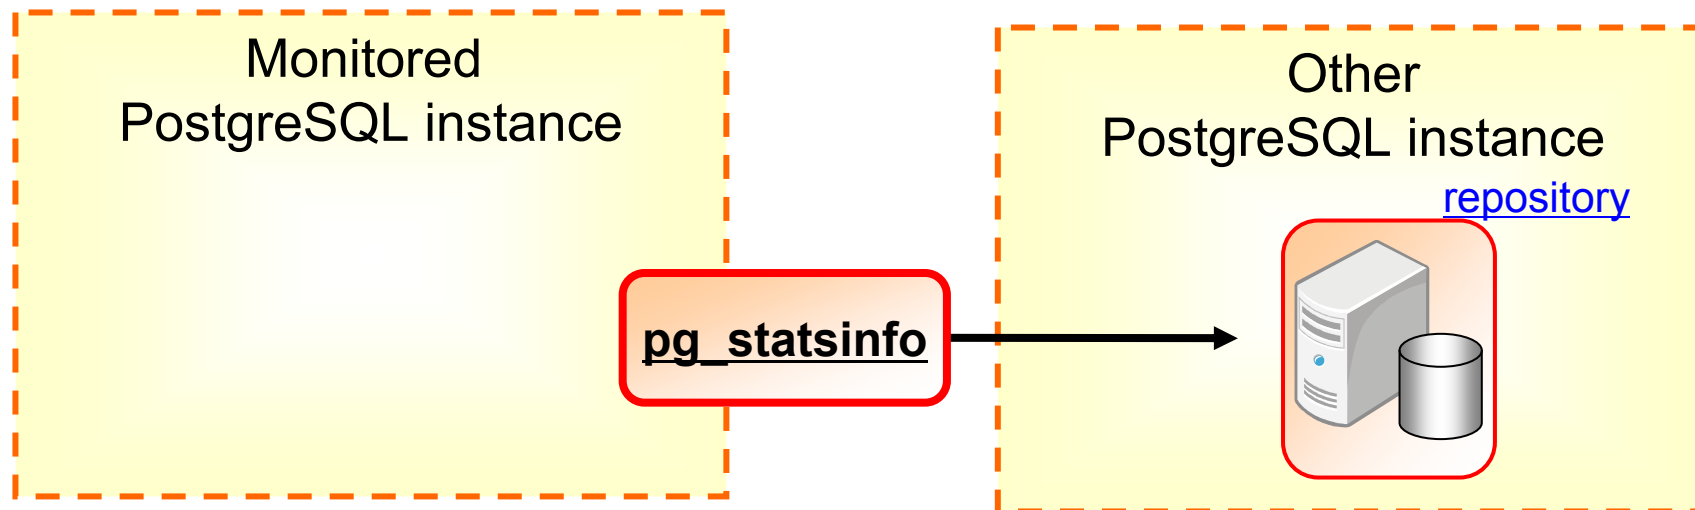 Monitored
PostgreSQL instance
pg_statsinfo
Other
PostgreSQL instance
repository